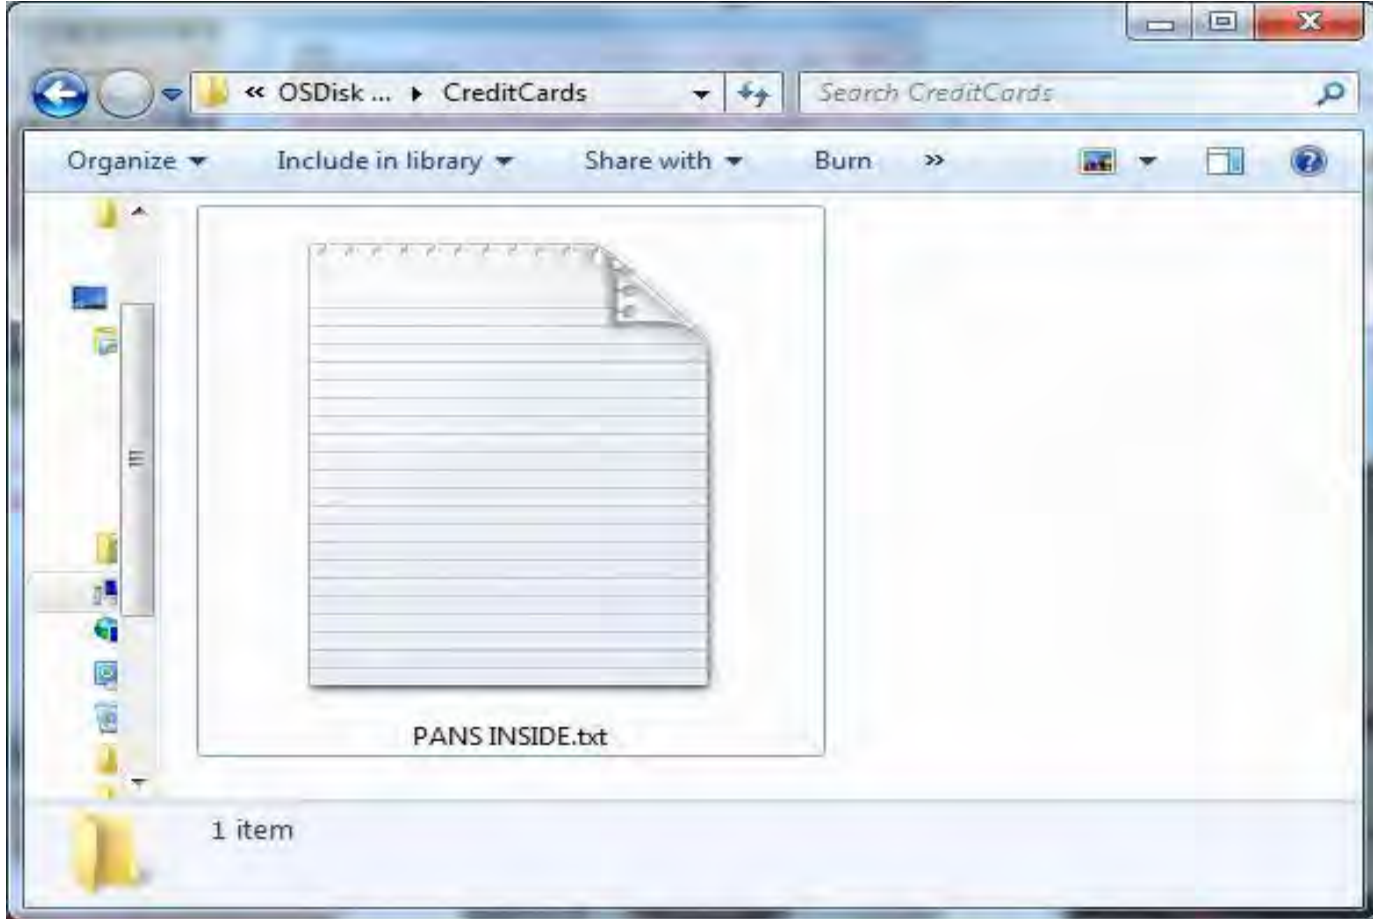 « OSDisk ... ▸ CreditCards
Search CreditCards
Organize
Include in library
Share with
Burn
»
PANS INSIDE.txt
1 item